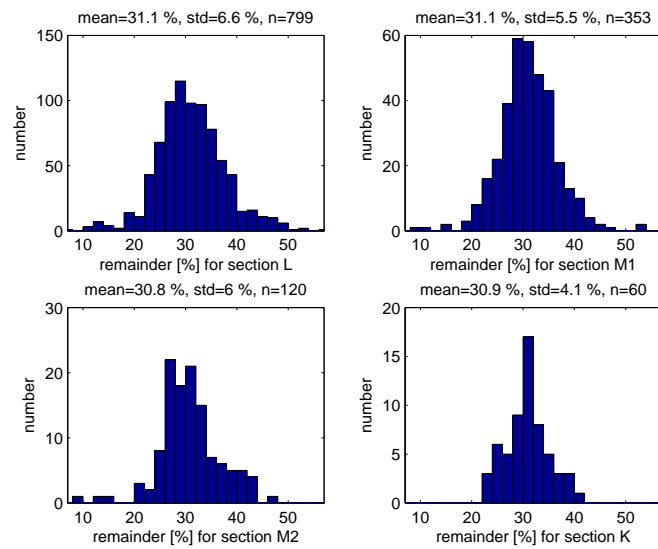 mean=31.1 %, std=6.6 %, n=799
150
100
50
0
number
10 20 30 40 50
remainder [%] for section L
mean=31.1 %, std=5.5 %, n=353
60
40
20
0
number
10 20 30 40 50
remainder [%] for section M1
mean=30.8 %, std=6 %, n=120
30
20
10
0
number
10 20 30 40 50
remainder [%] for section M2
mean=30.9 %, std=4.1 %, n=60
20
15
10
5
0
number
10 20 30 40 50
remainder [%] for section K